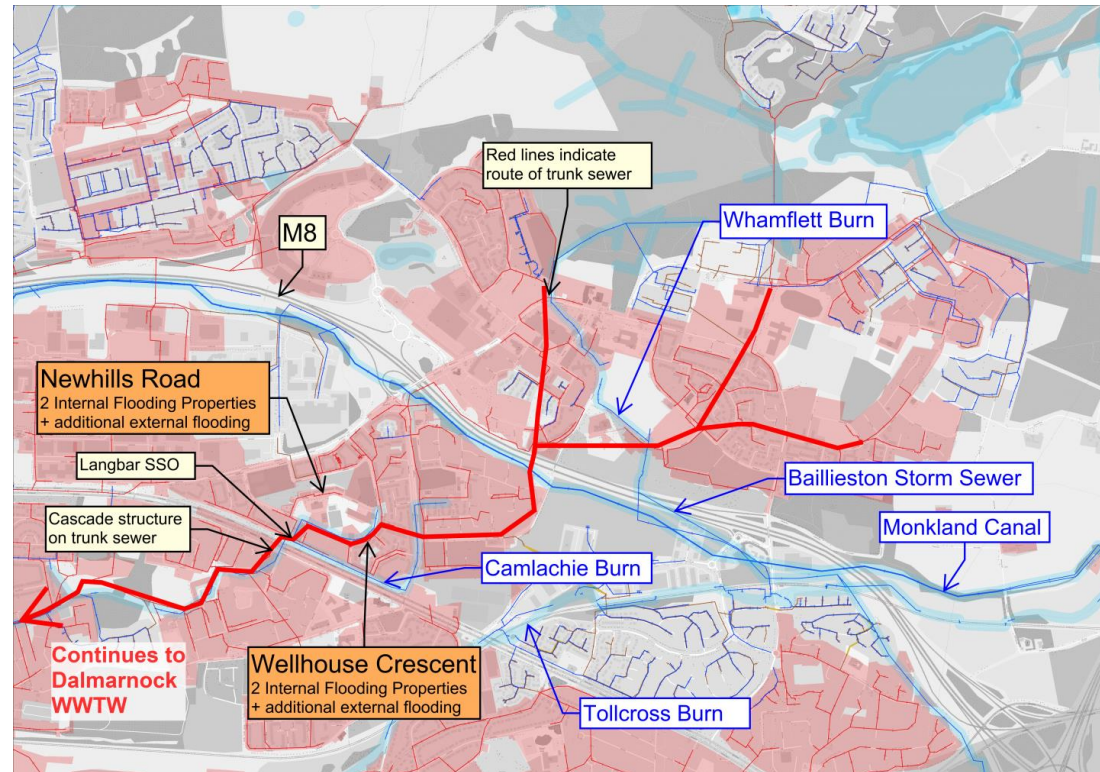 Red lines indicate
route of trunk sewer
Whamflett Burn
M8
Newhills Road
2 Internal Flooding Properties
+ additional external flooding
Langbar SSO
Cascade structure
on trunk sewer
Baillieston Storm Sewer
Monkland Canal
Camlachie Burn
Continues to
Dalmarnock
WWTW
Wellhouse Crescent
2 Internal Flooding Properties
+ additional external flooding
Tollcross Burn